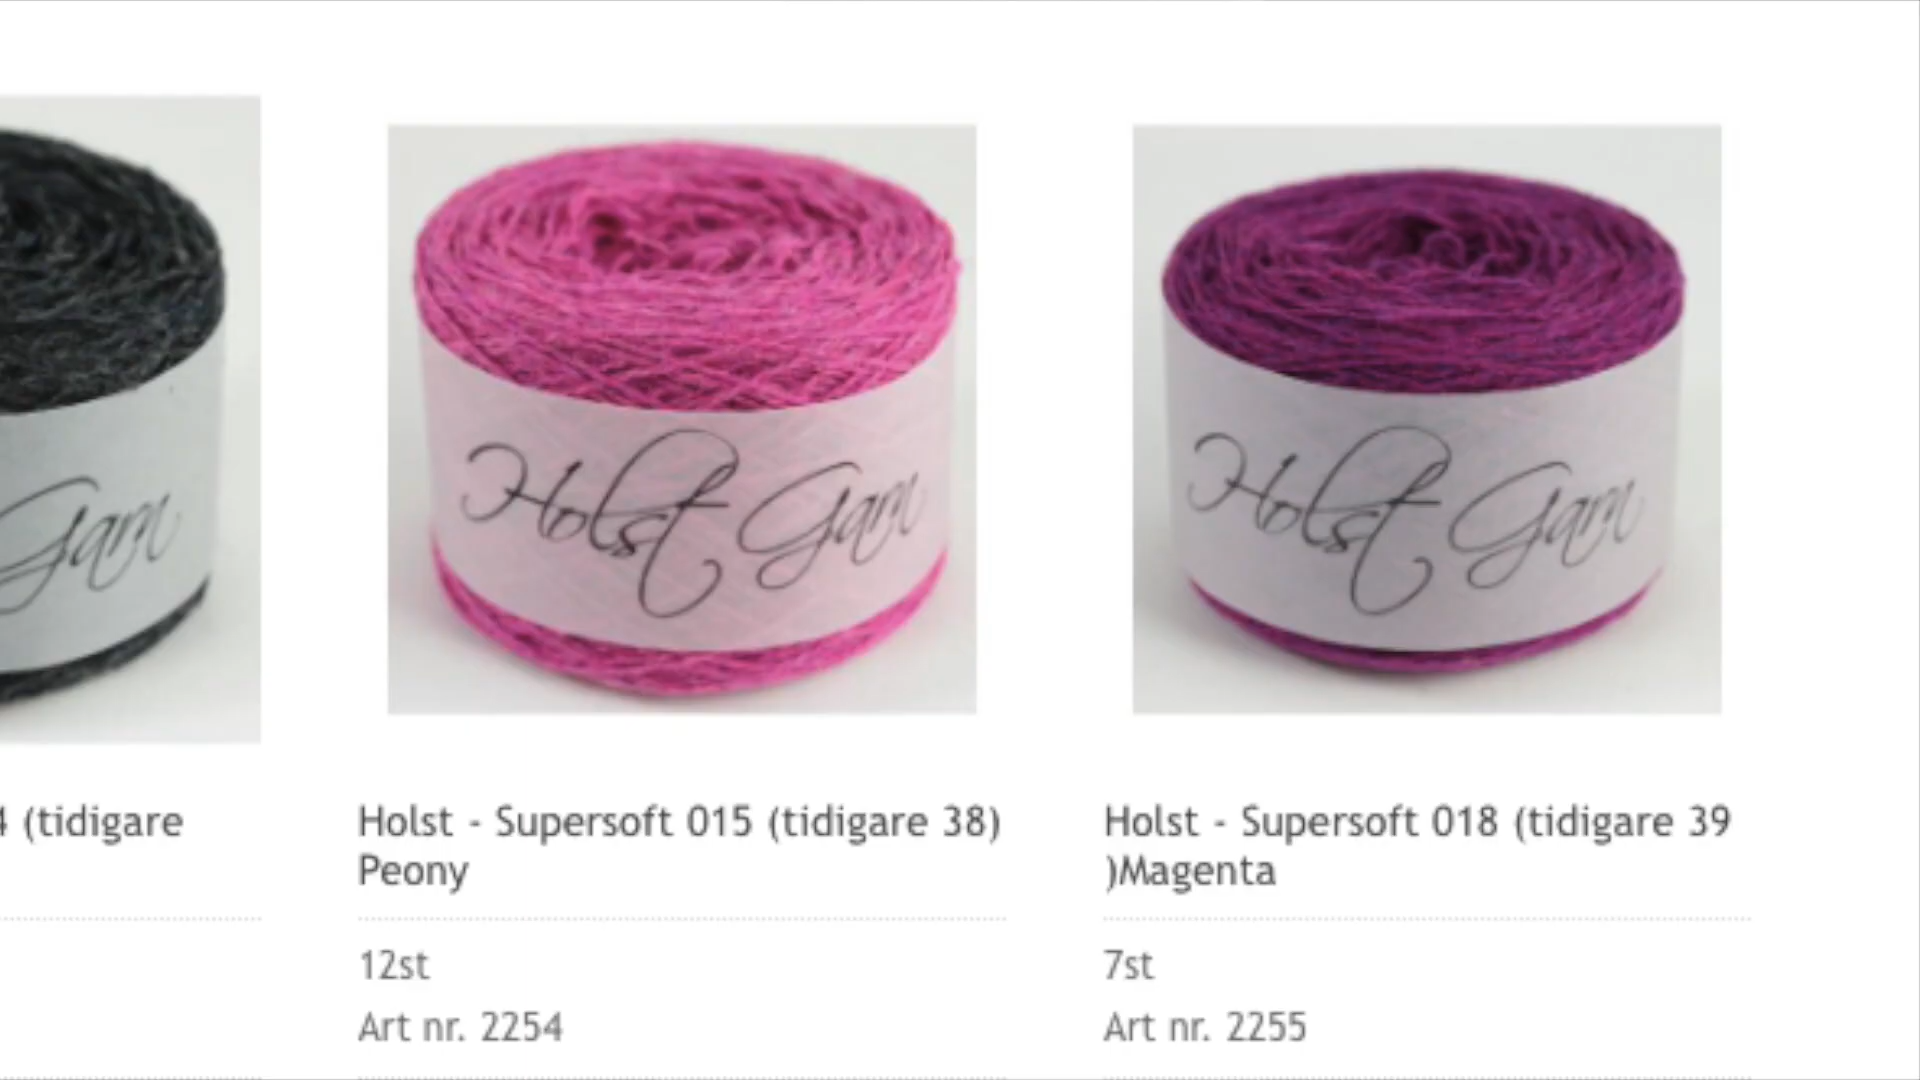 Garn
Holst Garn
Holst Garn
4 (tidigare
Holst - Supersoft 015 (tidigare 38)
Peony
12st
Art nr. 2254
Holst - Supersoft 018 (tidigare 39
)Magenta
7st
Art nr. 2255